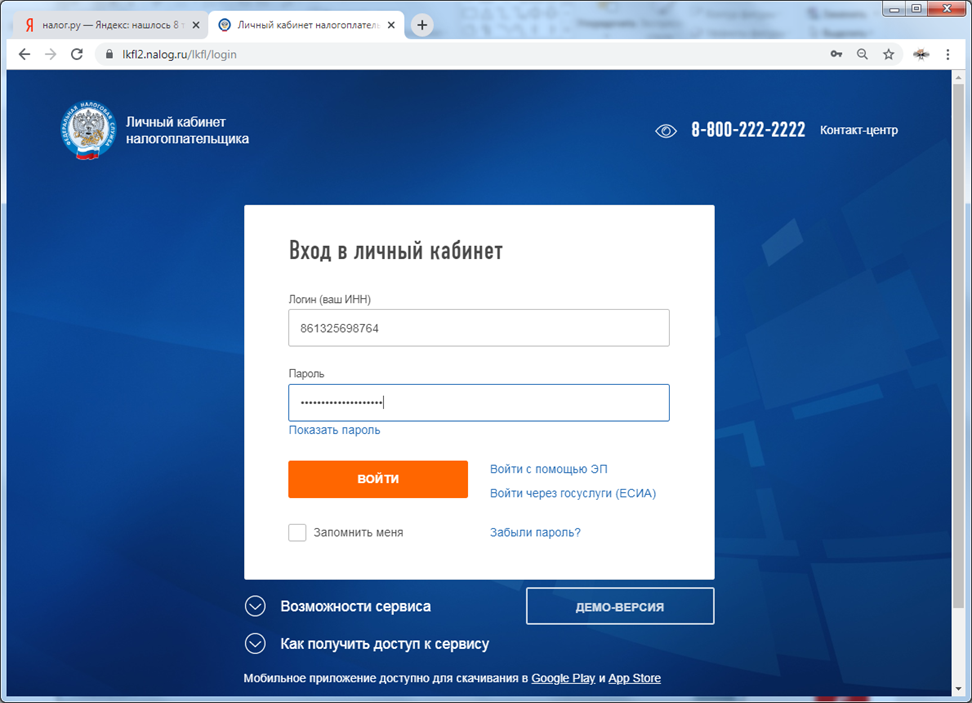 налог.ру — Яндекс: нашлось 8 т
Личный кабинет налогоплатель
lkfl2.nalog.ru/lkfl/login
Личный кабинет
налогоплательщика
8-800-222-2222
Контакт-центр
Вход в личный кабинет
Логин (ваш ИНН)
861325698764
Пароль
••••••••••••••••••••
Показать пароль
ВОЙТИ
Войти с помощью ЭП
Войти через госуслуги (ЕСИА)
Запомнить меня
Забыли пароль?
Возможности сервиса
ДЕМО-ВЕРСИЯ
Как получить доступ к сервису
Мобильное приложение доступно для скачивания в Google Play и App Store